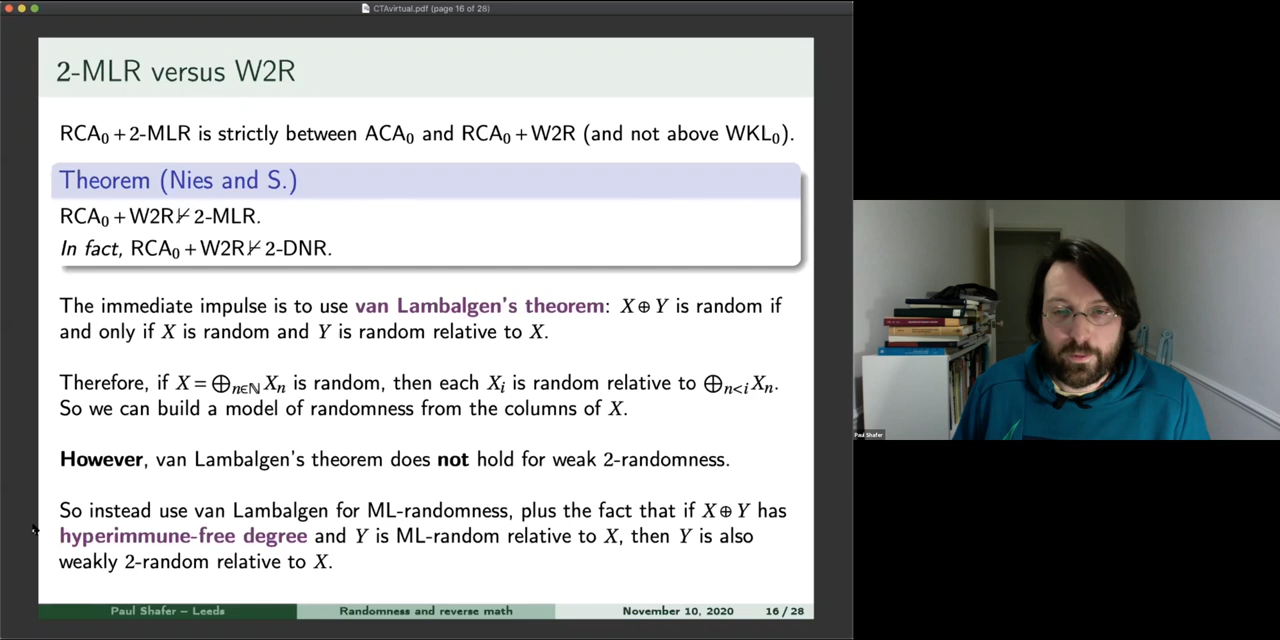 CTAvirtual.pdf (page 16 of 28)
2-MLR versus W2R
RCA₀ + 2-MLR is strictly between ACA₀ and RCA₀ + W2R (and not above WKL₀).
Theorem (Nies and S.)
RCA₀ + W2R ⊬ 2-MLR.
In fact, RCA₀ + W2R ⊬ 2-DNR.
The immediate impulse is to use van Lambalgen's theorem: X ⊕ Y is random if
and only if X is random and Y is random relative to X.
Therefore, if X = ⊕n∈ℕ Xn is random, then each Xi is random relative to ⊕n<i Xn.
So we can build a model of randomness from the columns of X.
However, van Lambalgen's theorem does not hold for weak 2-randomness.
So instead use van Lambalgen for ML-randomness, plus the fact that if X ⊕ Y has
hyperimmune-free degree and Y is ML-random relative to X, then Y is also
weakly 2-random relative to X.
Paul Shafer – Leeds
Randomness and reverse math
November 10, 2020
16 / 28
Paul Shafer